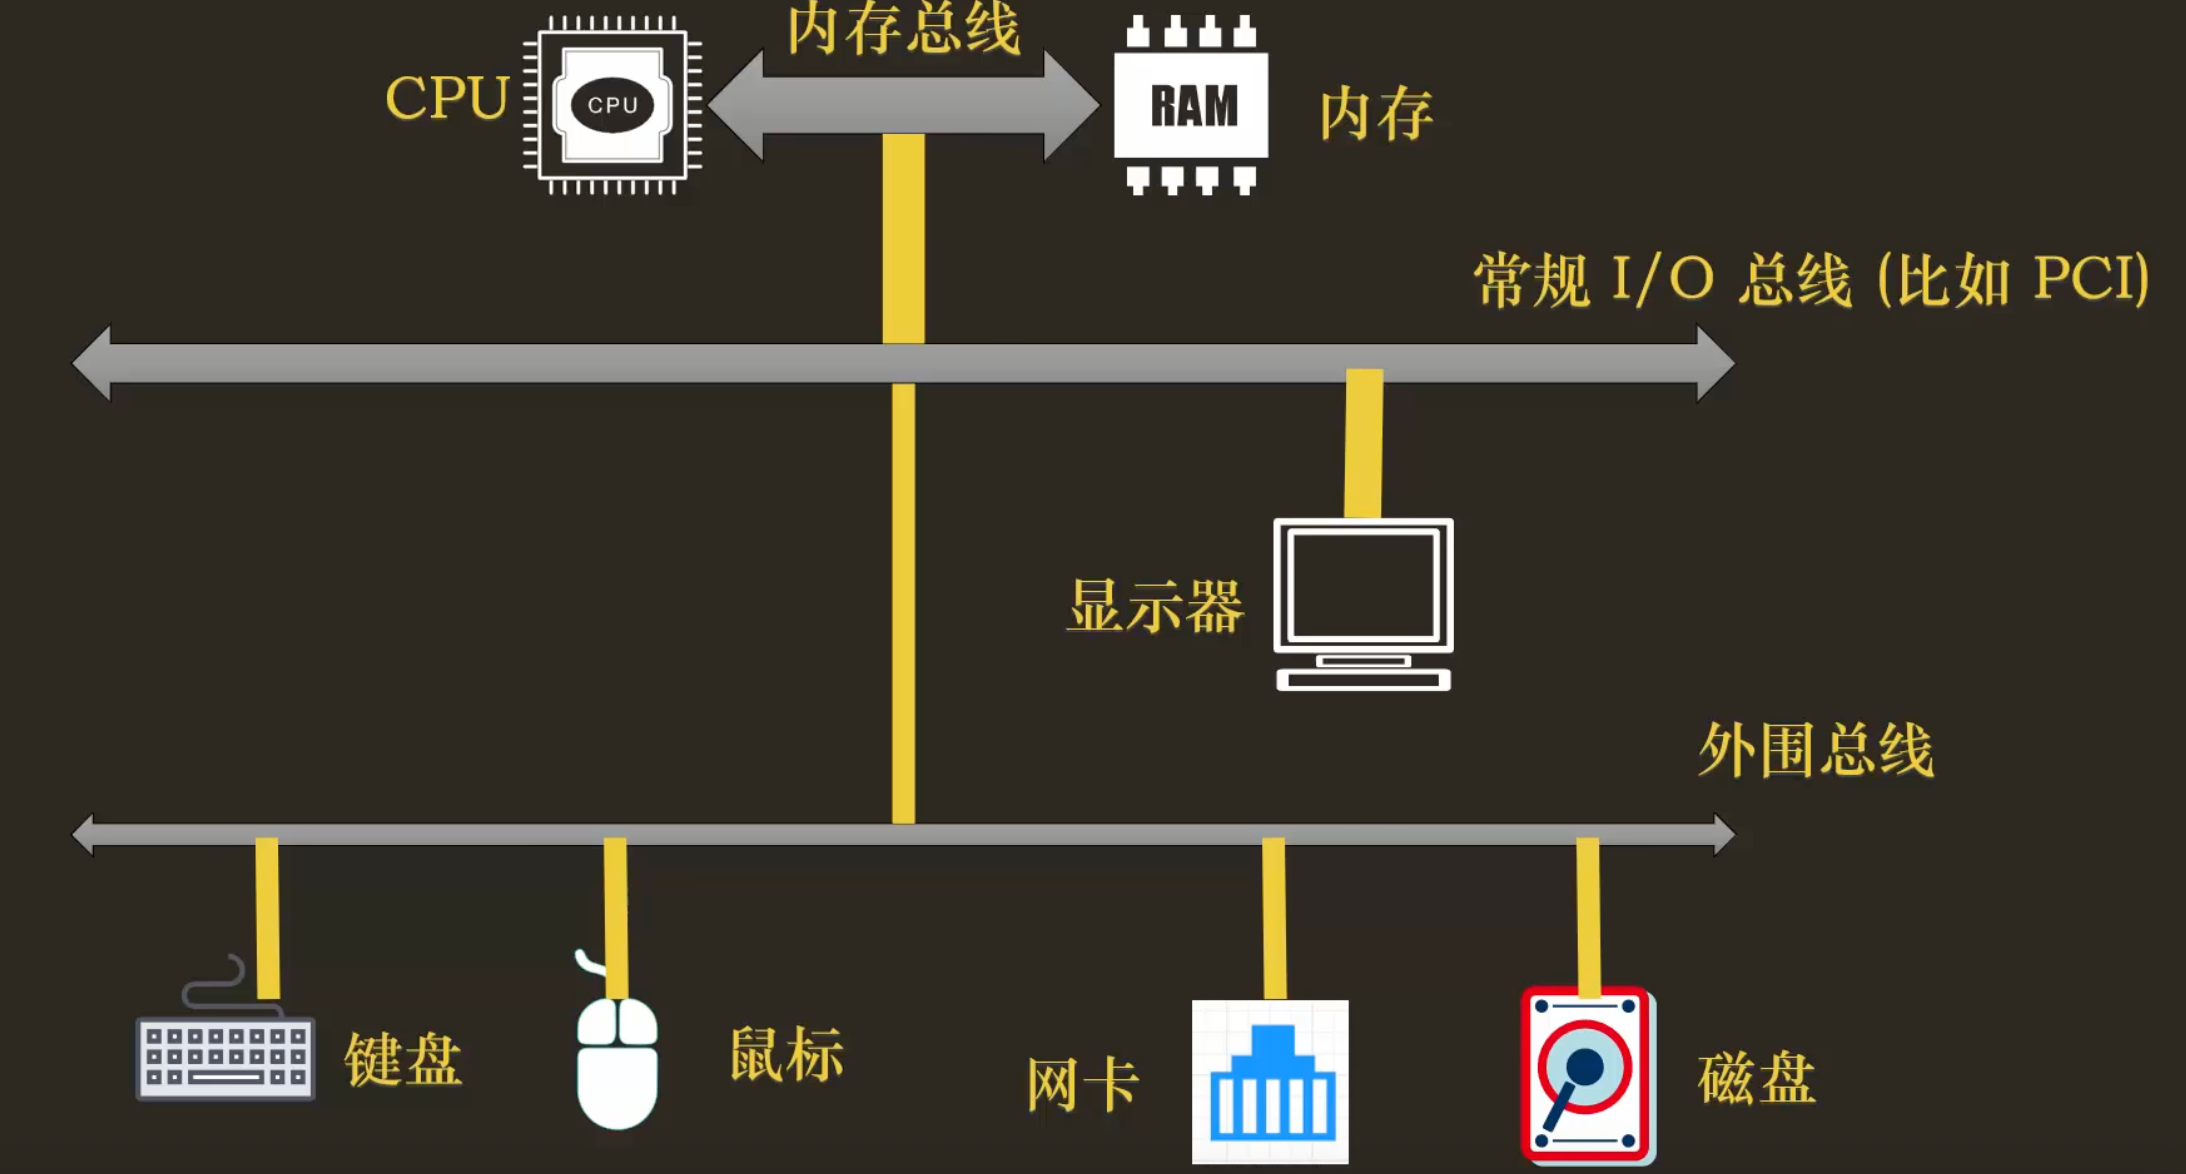 内存总线
CPU
CPU
RAM
内存
常规 I/O 总线 (比如 PCI)
显示器
外围总线
键盘
鼠标
网卡
磁盘